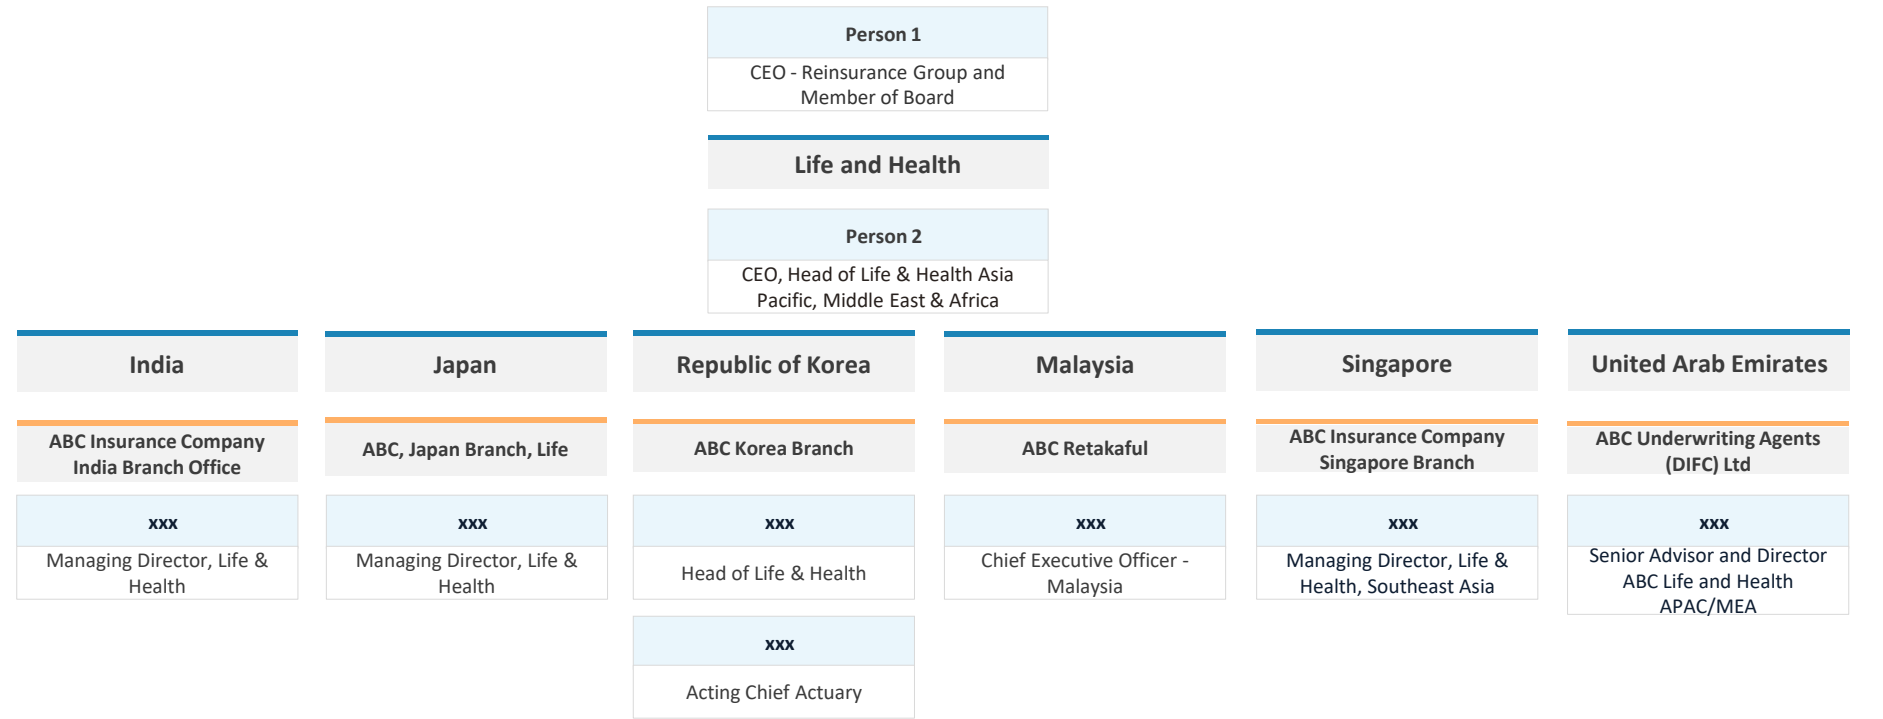 Person 1
CEO - Reinsurance Group and
Member of Board
Life and Health
Person 2
CEO, Head of Life & Health Asia
Pacific, Middle East & Africa
India
Japan
Republic of Korea
Malaysia
Singapore
United Arab Emirates
ABC Insurance Company
India Branch Office
ABC, Japan Branch, Life
ABC Korea Branch
ABC Retakaful
ABC Insurance Company
Singapore Branch
ABC Underwriting Agents
(DIFC) Ltd
xxx
Managing Director, Life &
Health
xxx
Managing Director, Life &
Health
xxx
Head of Life & Health
xxx
Chief Executive Officer -
Malaysia
xxx
Managing Director, Life &
Health, Southeast Asia
xxx
Senior Advisor and Director
ABC Life and Health
APAC/MEA
xxx
Acting Chief Actuary